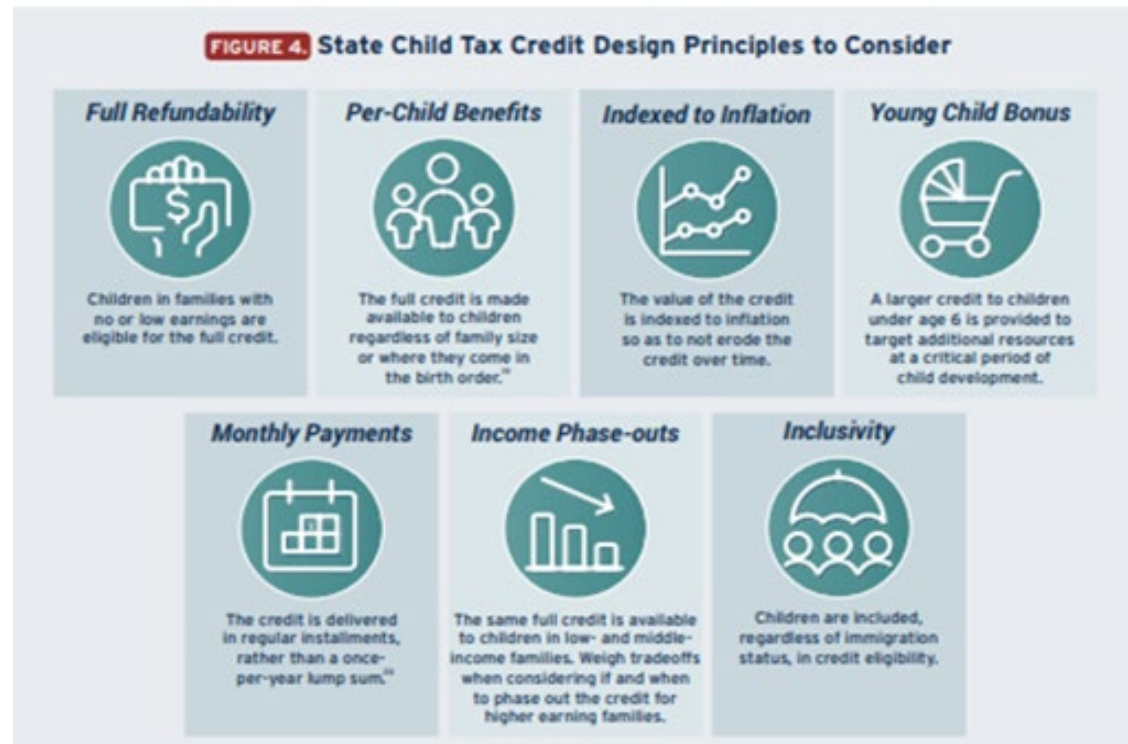 FIGURE 4. State Child Tax Credit Design Principles to Consider
Full Refundability
Children in families with
no or low earnings are
eligible for the full credit.
Per-Child Benefits
The full credit is made
available to children
regardless of family size
or where they come in
the birth order.
Indexed to Inflation
The value of the credit
is indexed to inflation
so as to not erode the
credit over time.
Young Child Bonus
A larger credit to children
under age 6 is provided to
target additional resources
at a critical period of
child development.
Monthly Payments
The credit is delivered
in regular installments,
rather than a once-
per-year lump sum.
Income Phase-outs
The same full credit is available
to children in low- and middle-
income families. Weigh tradeoffs
when considering if and when
to phase out the credit for
higher earning families.
Inclusivity
Children are included,
regardless of immigration
status, in credit eligibility.